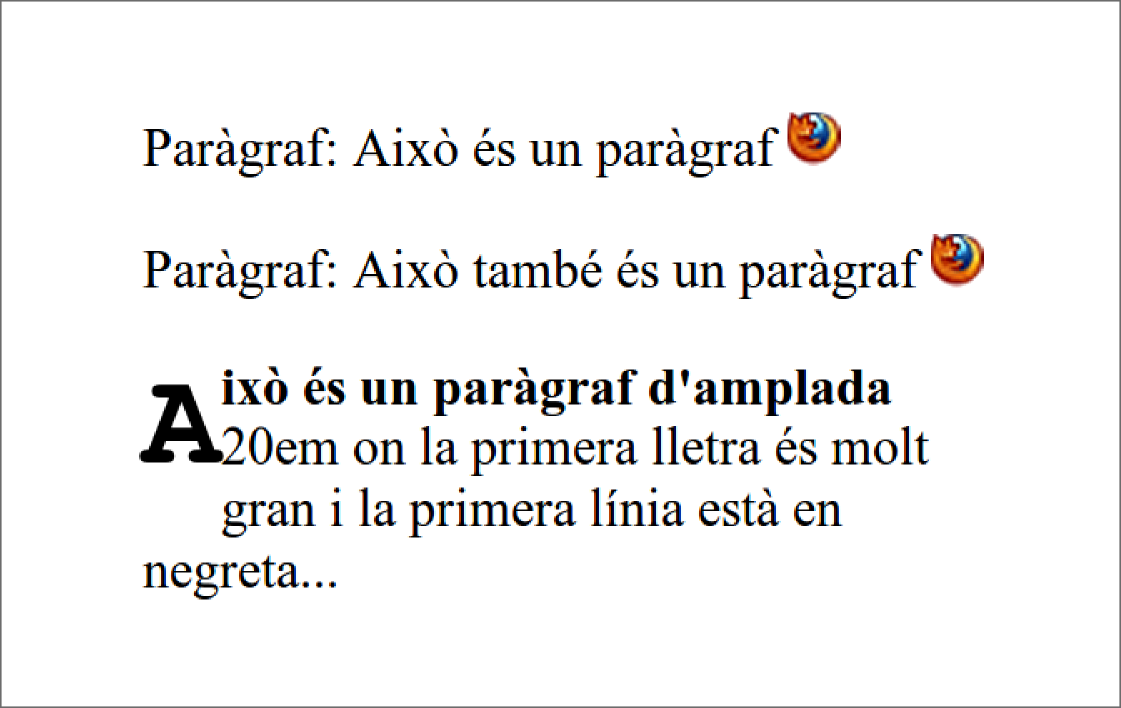 Paràgraf: Això és un paràgraf
Paràgraf: Això també és un paràgraf
Això és un paràgraf d'amplada
20em on la primera lletra és molt
gran i la primera línia està en
negreta...